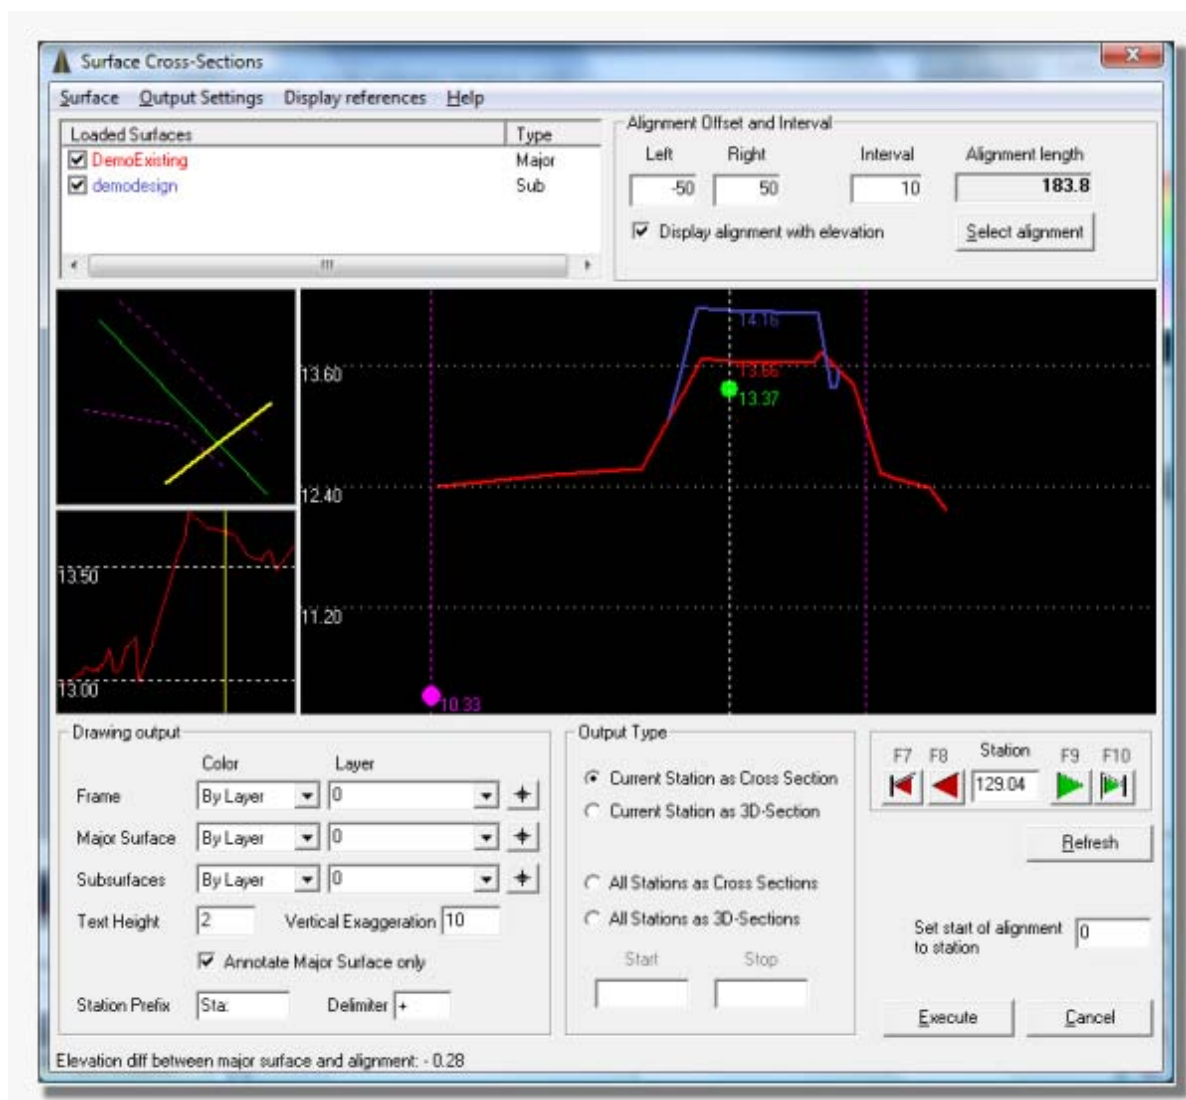 Surface Cross-Sections
Surface Output Settings Display references Help
Loaded Surfaces Type
DemoExisting Major
demodesign Sub
Alignment Offset and Interval
Left Right Interval Alignment length
-50 50 10 183.8
Display alignment with elevation Select alignment
14.16
13.60
13.66
13.37
12.40
11.20
10.33
13.50
13.00
Drawing output
Color Layer
Frame By Layer 0
Major Surface By Layer 0
Subsurfaces By Layer 0
Text Height 2 Vertical Exaggeration 10
Annotate Major Surface only
Station Prefix Sta: Delimiter +
Output Type
Current Station as Cross Section
Current Station as 3D-Section
All Stations as Cross Sections
All Stations as 3D-Sections
Start Stop
F7 F8 Station F9 F10
129.04
Refresh
Set start of alignment 0
to station
Execute Cancel
Elevation diff between major surface and alignment: - 0.28